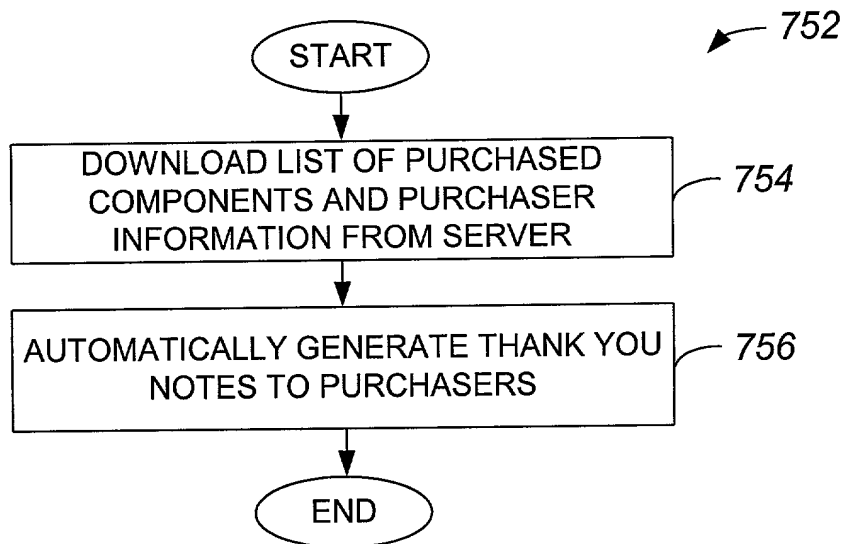 752
START
DOWNLOAD LIST OF PURCHASED
COMPONENTS AND PURCHASER
INFORMATION FROM SERVER
754
AUTOMATICALLY GENERATE THANK YOU
NOTES TO PURCHASERS
756
END